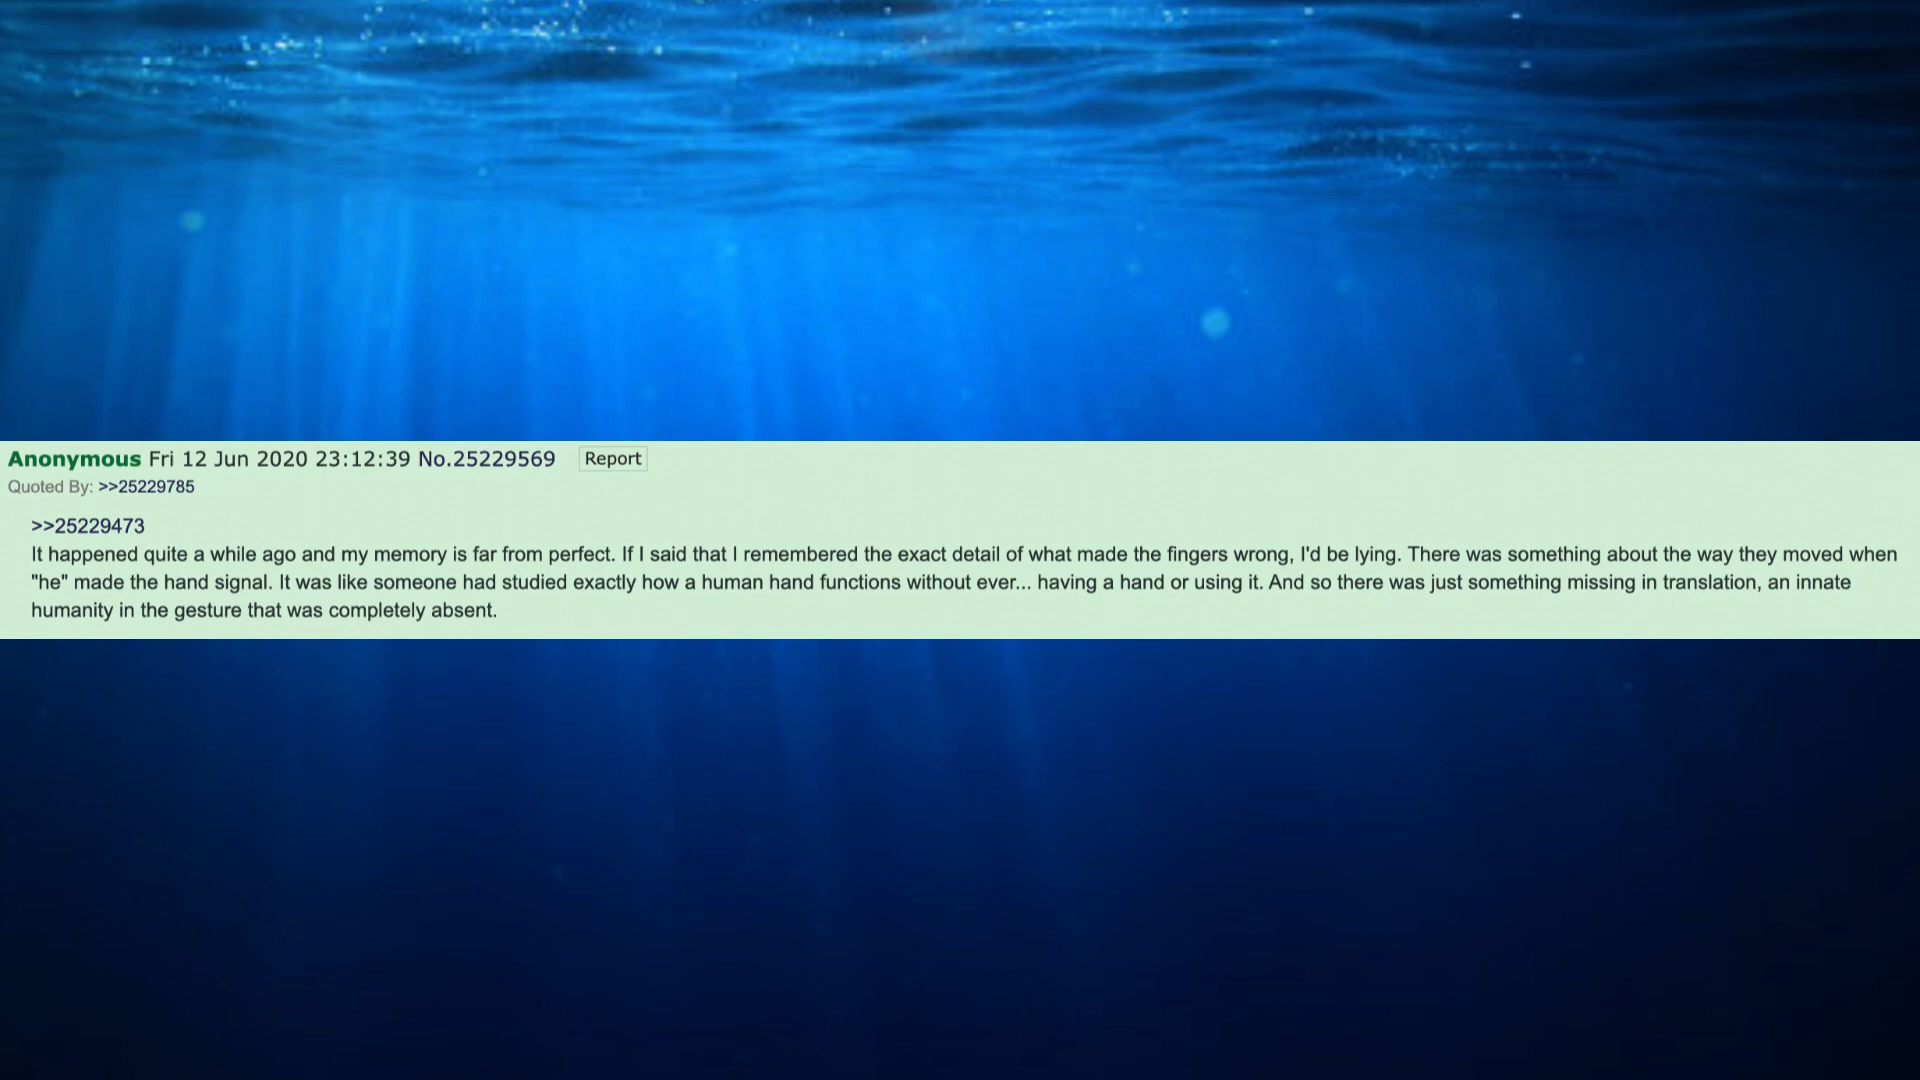 Anonymous Fri 12 Jun 2020 23:12:39 No.25229569 Report
Quoted By: >>25229785
>>25229473
It happened quite a while ago and my memory is far from perfect. If I said that I remembered the exact detail of what made the fingers wrong, I'd be lying. There was something about the way they moved when
"he" made the hand signal. It was like someone had studied exactly how a human hand functions without ever... having a hand or using it. And so there was just something missing in translation, an innate
humanity in the gesture that was completely absent.